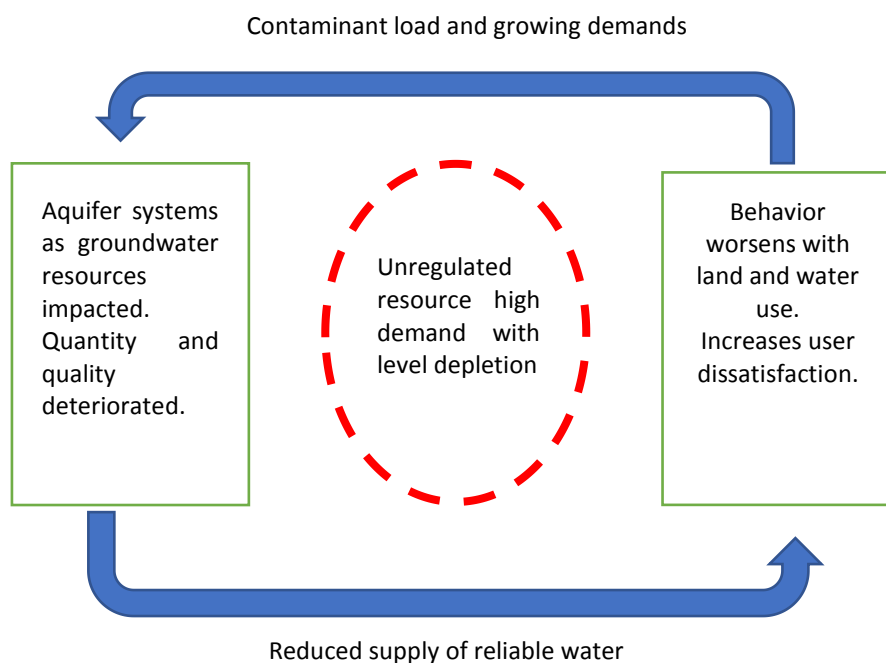 Contaminant load and growing demands
Aquifer systems
as groundwater
resources
impacted.
Quantity and
quality
deteriorated.
Unregulated
resource high
demand with
level depletion
Behavior
worsens with
land and water
use.
Increases user
dissatisfaction.
Reduced supply of reliable water